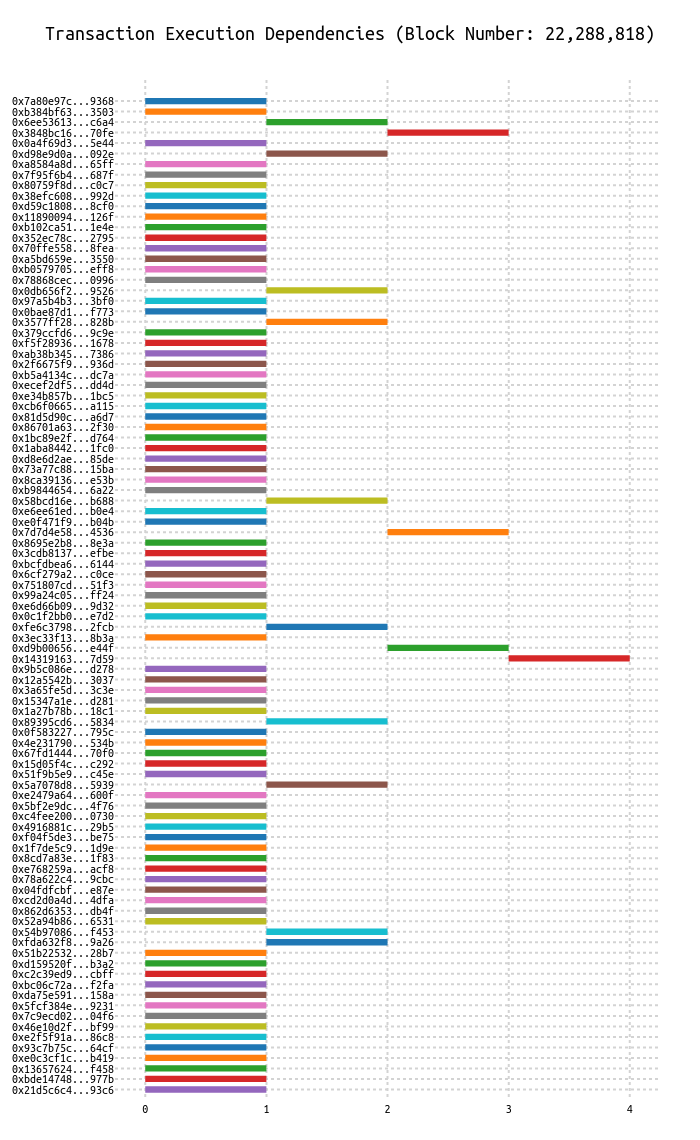 Transaction Execution Dependencies (Block Number: 22,288,818)
0x7a80e97c...9368
0xb384bf63...3503
0x6ee53613...c6a4
0x3848bc16...70fe
0x0a4f69d3...5e44
0xd98e9d0a...092e
0xa8584a8d...65ff
0x7f95f6b4...687f
0x80759f8d...c0c7
0x38efc608...992d
0xd59c1808...8cf0
0x11890094...126f
0xb102ca51...1e4e
0x352ec78c...2795
0x70ffe558...8fea
0xa5bd659e...3550
0xb0579705...eff8
0x78868cec...0996
0x0db656f2...9526
0x97a5b4b3...3bf0
0x0bae87d1...f773
0x3577ff28...828b
0x379ccfd6...9c9e
0xf5f28936...1678
0xab38b345...7386
0x2f6675f9...936d
0xb5a4134c...dc7a
0xecef2df5...dd4d
0xe34b857b...1bc5
0xcb6f0665...a115
0x81d5d90c...a6d7
0x86701a63...2f30
0x1bc89e2f...d764
0x1aba8442...1fc0
0xd8e6d2ae...85de
0x73a77c88...15ba
0x8ca39136...e53b
0xb9844654...6a22
0x58bcd16e...b688
0xe6ee61ed...b0e4
0xe0f471f9...b04b
0x7d7d4e58...4536
0x8695e2b8...8e3a
0x3cdb8137...efbe
0xbcfdbea6...6144
0x6cf279a2...c0ce
0x751807cd...51f3
0x99a24c05...ff24
0xe6d66b09...9d32
0x0c1f2bb0...e7d2
0xfe6c3798...2fcb
0x3ec33f13...8b3a
0xd9b00656...e44f
0x14319163...7d59
0x9b5c086e...d278
0x12a5542b...3037
0x3a65fe5d...3c3e
0x15347a1e...d281
0x1a27b78b...18c1
0x89395cd6...5834
0x0f583227...795c
0x4e231790...534b
0x67fd1444...70f0
0x15d05f4c...c292
0x51f9b5e9...c45e
0x5a7078d8...5939
0xe2479a64...600f
0x5bf2e9dc...4f76
0xc4fee200...0730
0x4916881c...29b5
0xf04f5de3...be75
0x1f7de5c9...1d9e
0x8cd7a83e...1f83
0xe768259a...acf8
0x78a622c4...9cbc
0x04fdfcbf...e87e
0xcd2d0a4d...4dfa
0x862d6353...db4f
0x52a94b86...6531
0x54b97086...f453
0xfda632f8...9a26
0x51b22532...28b7
0xd159520f...b3a2
0xc2c39ed9...cbff
0xbc06c72a...f2fa
0xda75e591...158a
0x5fcf384e...9231
0x7c9ecd02...04f6
0x46e10d2f...bf99
0xe2f5f91a...86c8
0x93c7b75c...64cf
0xe0c3cf1c...b419
0x13657624...f458
0xbde14748...977b
0x21d5c6c4...93c6
0 1 2 3 4